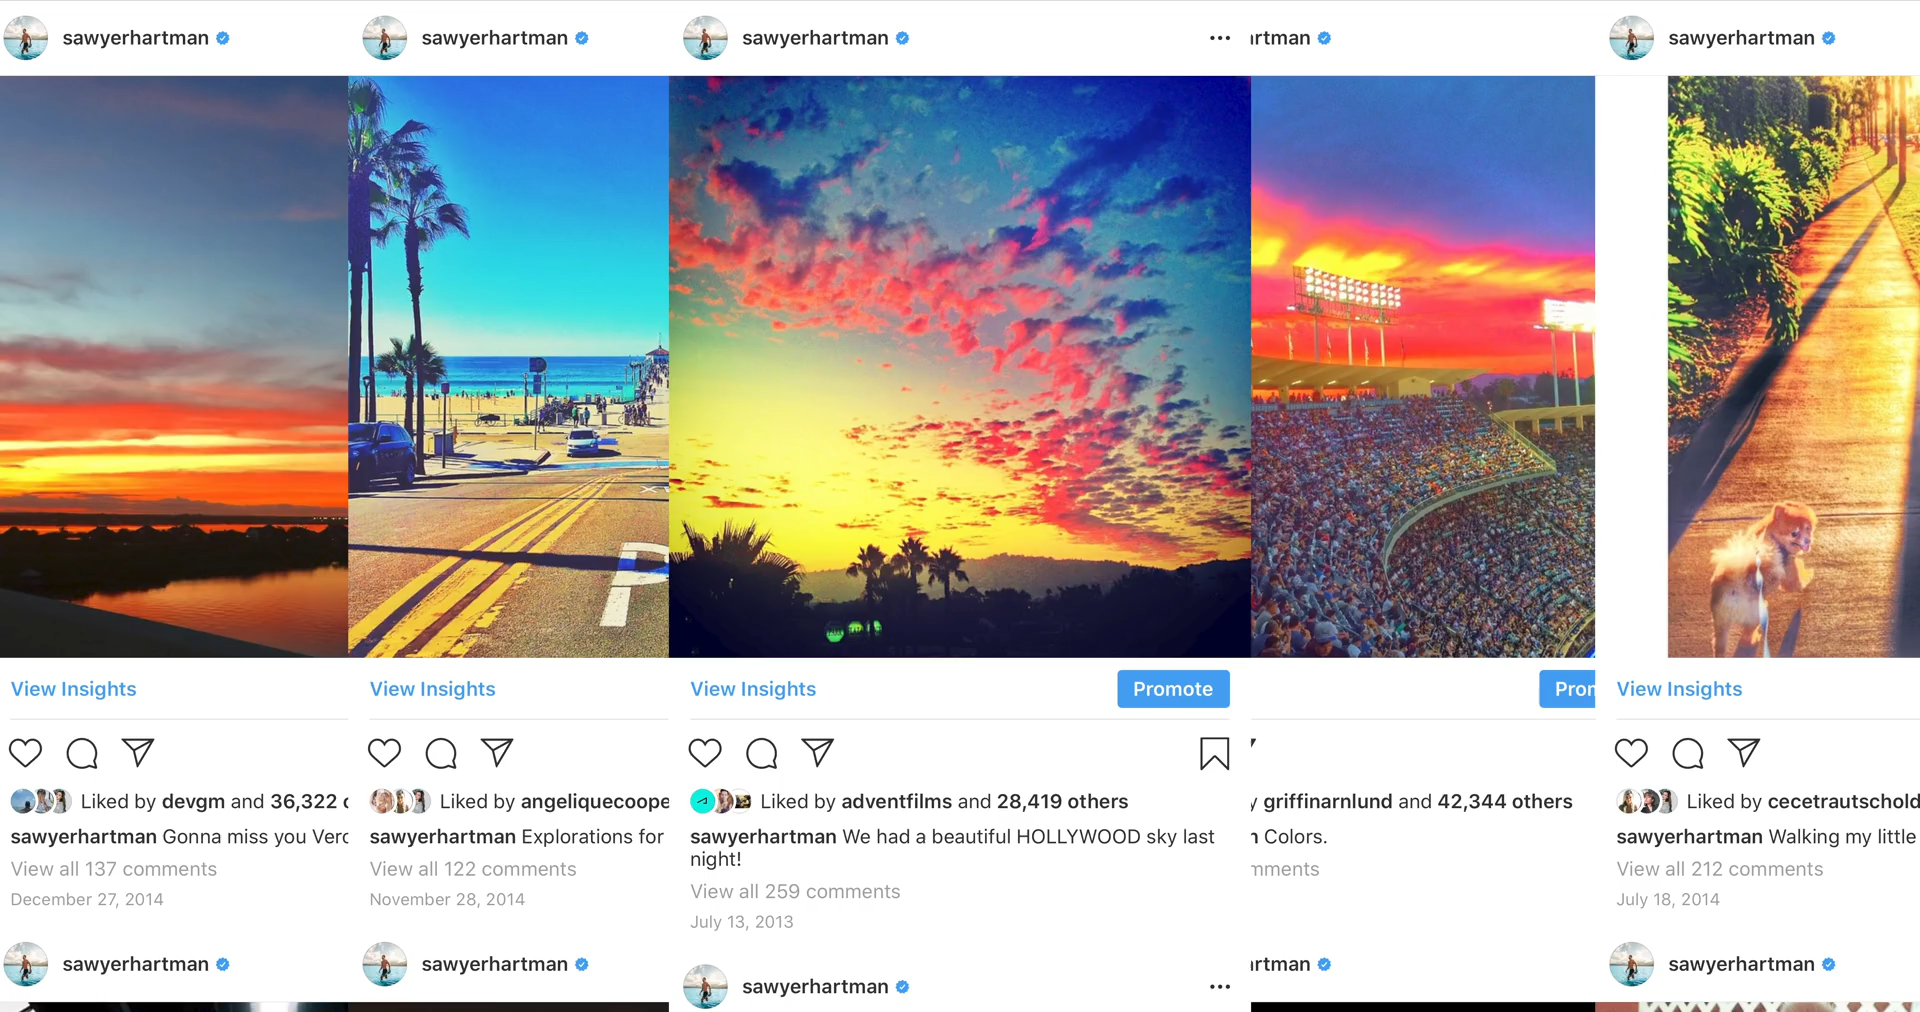 sawyerhartman
View Insights
Liked by devgm and 36,322
sawyerhartman Gonna miss you
View all 137 comments
December 27, 2014
sawyerhartman
sawyerhartman
View Insights
Liked by angeliquecoope
sawyerhartman Explorations for
View all 122 comments
November 28, 2014
sawyerhartman
sawyerhartman
View Insights
Promote
Liked by adventfilms and 28,419 others
sawyerhartman We had a beautiful HOLLYWOOD sky last
night!
View all 259 comments
July 13, 2013
sawyerhartman
rtman
Pro
griffinarnlund and 42,344 others
Colors.
mments
rtman
sawyerhartman
View Insights
Liked by cecetrautschold
sawyerhartman Walking my little
View all 212 comments
July 18, 2014
sawyerhartman